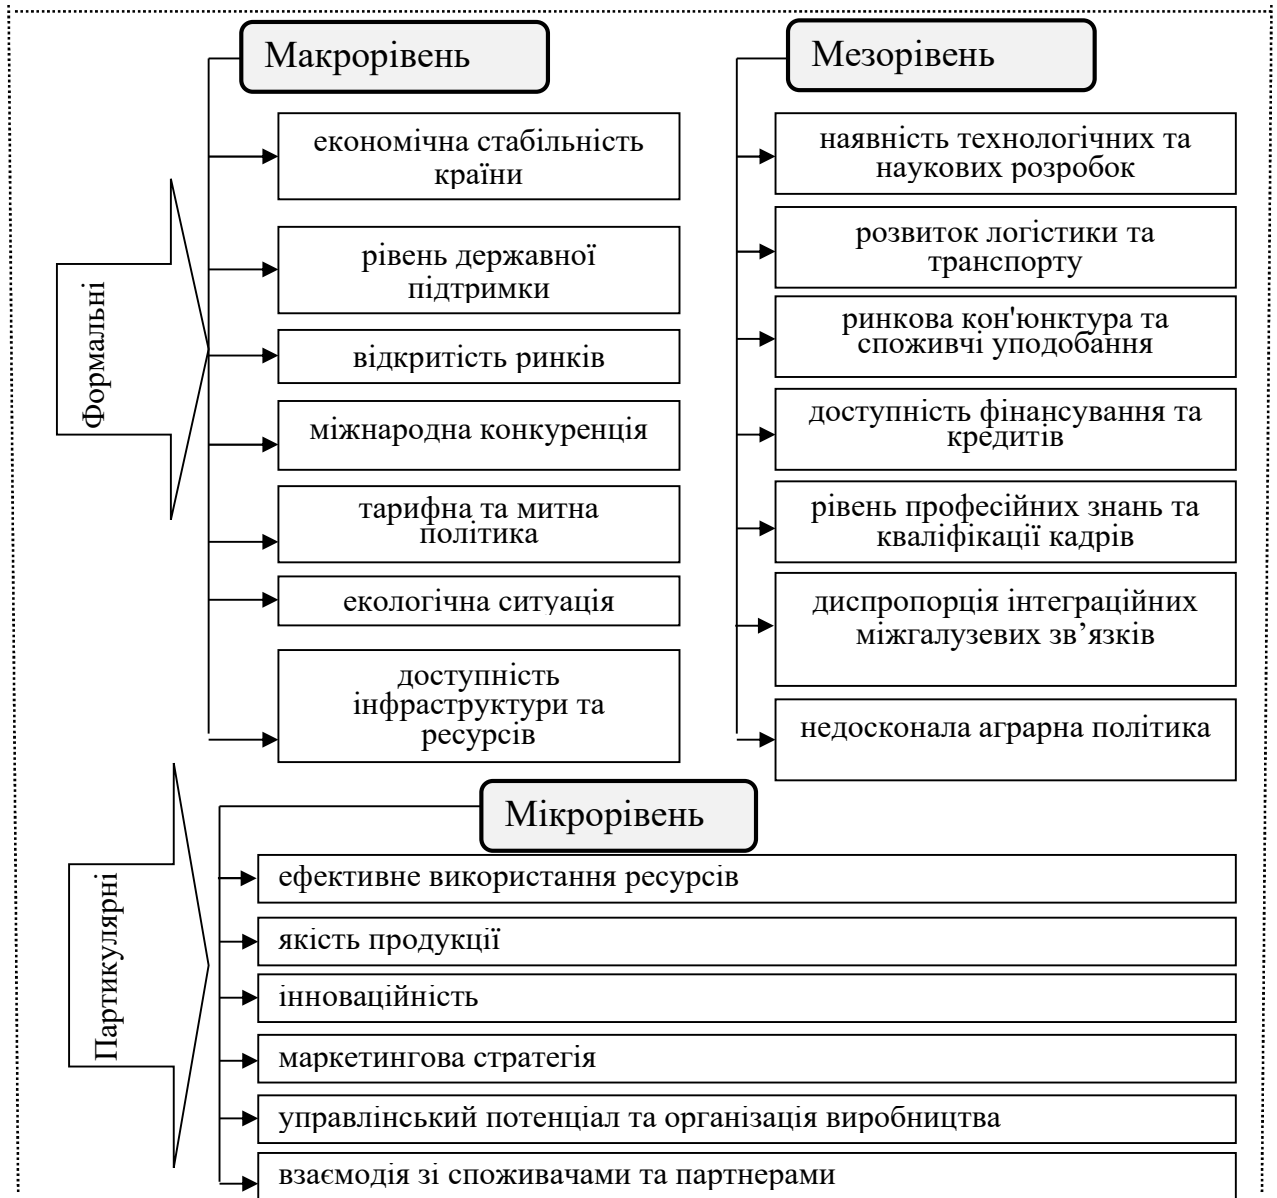 Макрорівень
економічна стабільність
країни
рівень державної
підтримки
відкритість ринків
міжнародна конкуренція
тарифна та митна
політика
екологічна ситуація
доступність
інфраструктури та
ресурсів
Мезорівень
наявність технологічних та
наукових розробок
розвиток логістики та
транспорту
ринкова кон'юнктура та
споживчі уподобання
доступність фінансування та
кредитів
рівень професійних знань та
кваліфікації кадрів
диспропорція інтеграційних
міжгалузевих зв’язків
недосконала аграрна політика
Формальні
Мікрорівень
ефективне використання ресурсів
якість продукції
інноваційність
маркетингова стратегія
управлінський потенціал та організація виробництва
взаємодія зі споживачами та партнерами
Партикулярні